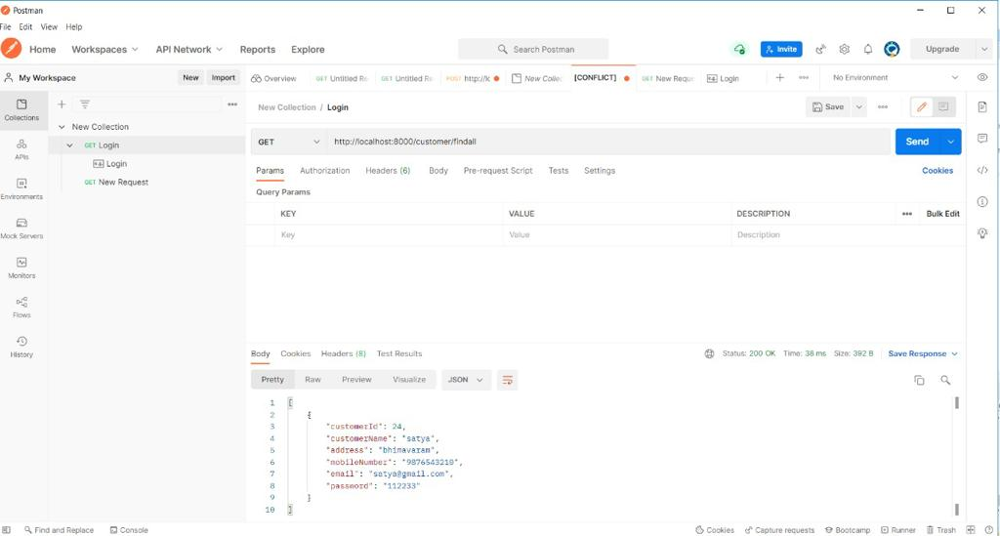 Postman
File Edit View Help
Home Workspaces API Network Reports Explore Search Postman Invite Upgrade
My Workspace New Import Overview GET Untitled Re GET Untitled Re POST http://lc New Collec [CONFLICT] GET New Reque Login No Environment
Collections
APIs
Environments
Mock Servers
Monitors
Flows
History
New Collection
GET Login
e.g. Login
GET New Request
New Collection / Login Save
GET http://localhost:8000/customer/findall Send
Params Authorization Headers (6) Body Pre-request Script Tests Settings Cookies
Query Params
KEY VALUE DESCRIPTION Bulk Edit
Key Value Description
Body Cookies Headers (8) Test Results Status: 200 OK Time: 38 ms Size: 392 B Save Response
Pretty Raw Preview Visualize JSON
1 [
2 {
3 "customerId": 24,
4 "customerName": "satya",
5 "address": "bhimavaram",
6 "mobileNumber": "9876543210",
7 "email": "satya@gmail.com",
8 "password": "112233"
9 }
10 ]
Find and Replace Console Cookies Capture requests Bootcamp Runner Trash